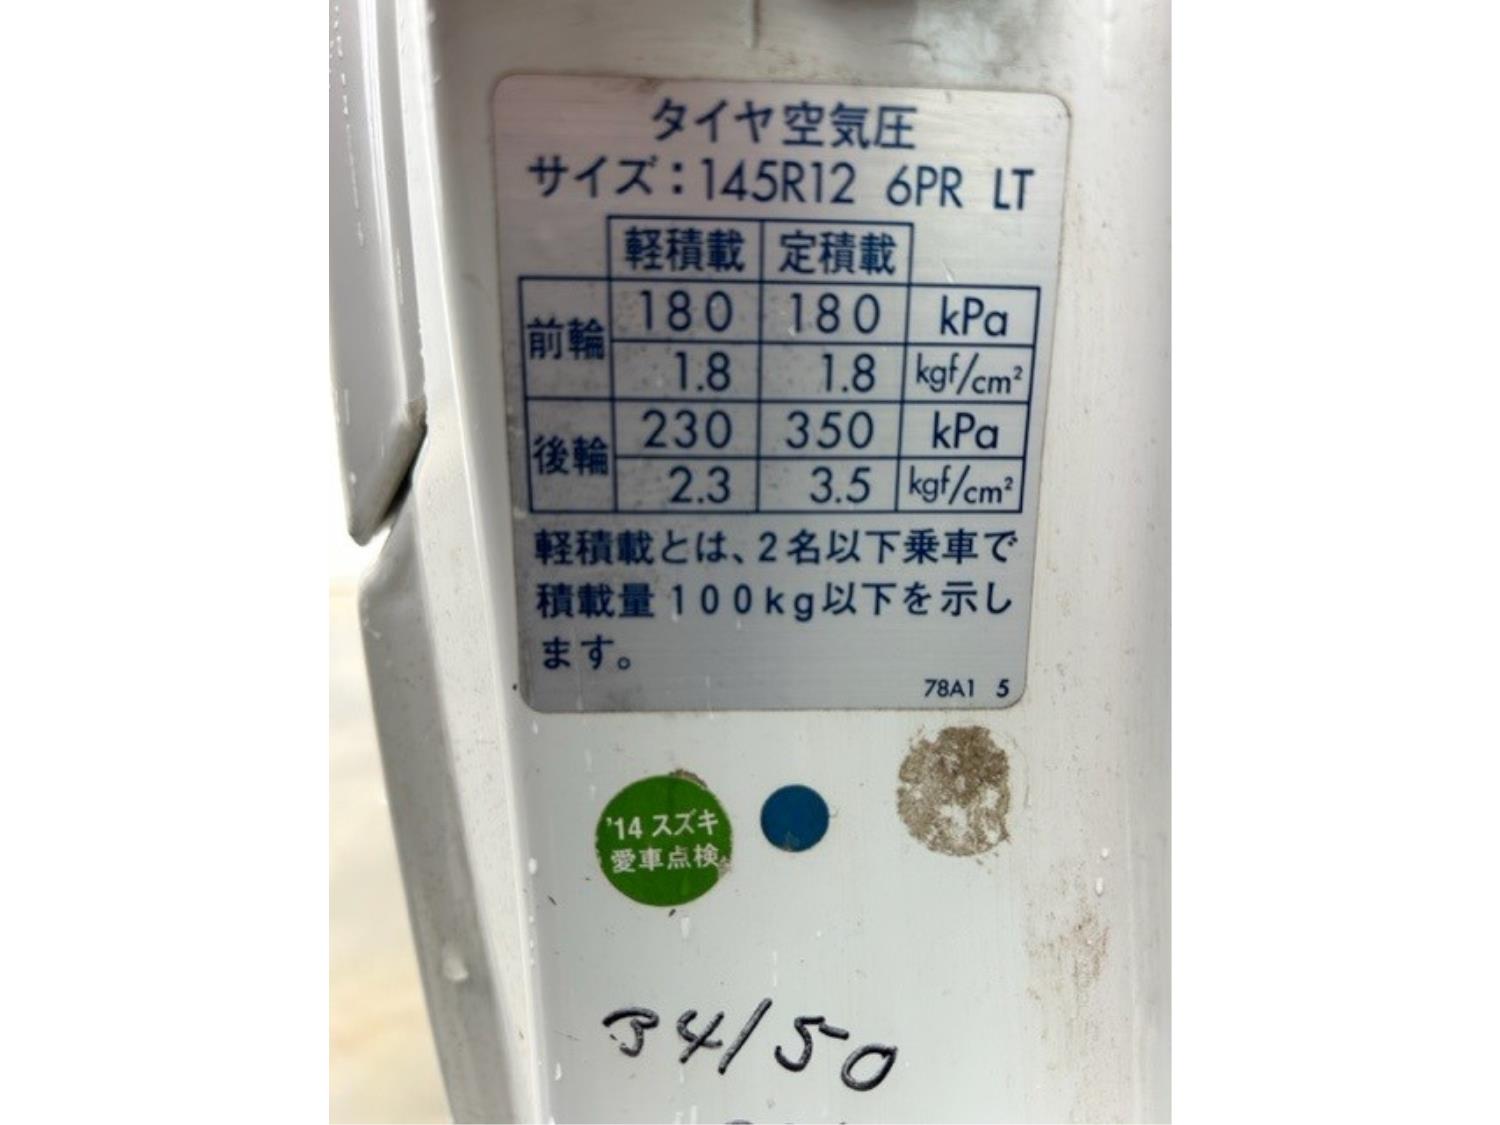 タイヤ空気圧
サイズ：145R12 6PR LT
軽積載 定積載
前輪 180 180 kPa
1.8 1.8 kgf/cm²
後輪 230 350 kPa
2.3 3.5 kgf/cm²
軽積載とは、2名以下乗車で
積載量100kg以下を示し
ます。
78A1 5
'14 スズキ
愛車点検
34/50